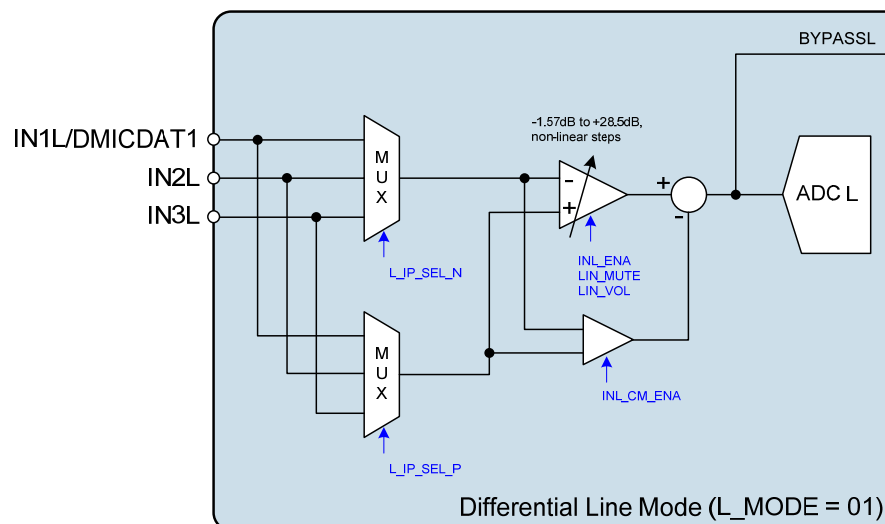 BYPASSL
-1.57dB to +28.5dB,
non-linear steps
IN1L/DMICDAT1
IN2L
IN3L
M
U
X
-
+
+
-
ADC L
L_IP_SEL_N
INL_ENA
LIN_MUTE
LIN_VOL
M
U
X
INL_CM_ENA
L_IP_SEL_P
Differential Line Mode (L_MODE = 01)